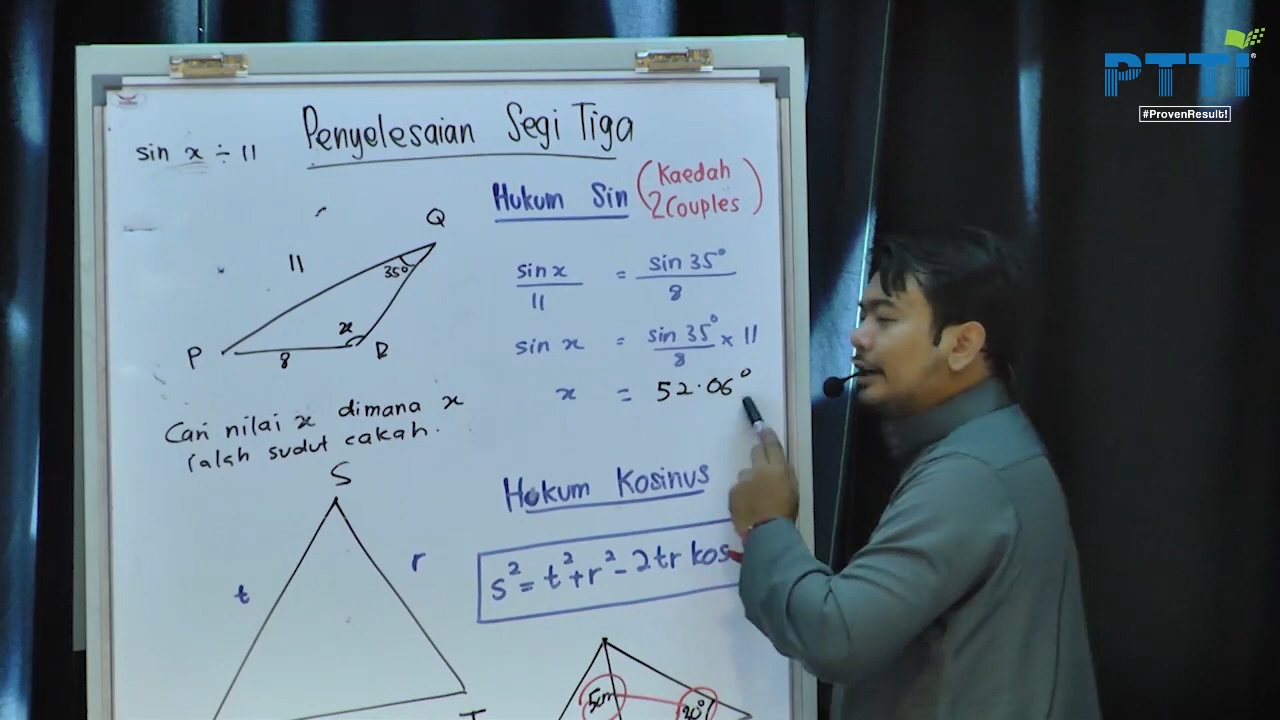 PTTI
#ProvenResult!
Penyelesaian Segi Tiga
sin x ÷ 11
Hukum Sin (Kaedah
2 Couples)
Q
11
35°
x
P
8
R
sin x / 11 = sin 35° / 8
sin x = sin 35° / 8 × 11
x = 52.06°
Cari nilai x dimana x
ialah sudut cakah.
S
t
r
T
Hukum Kosinus
s² = t² + r² - 2tr kos
5cm
20°